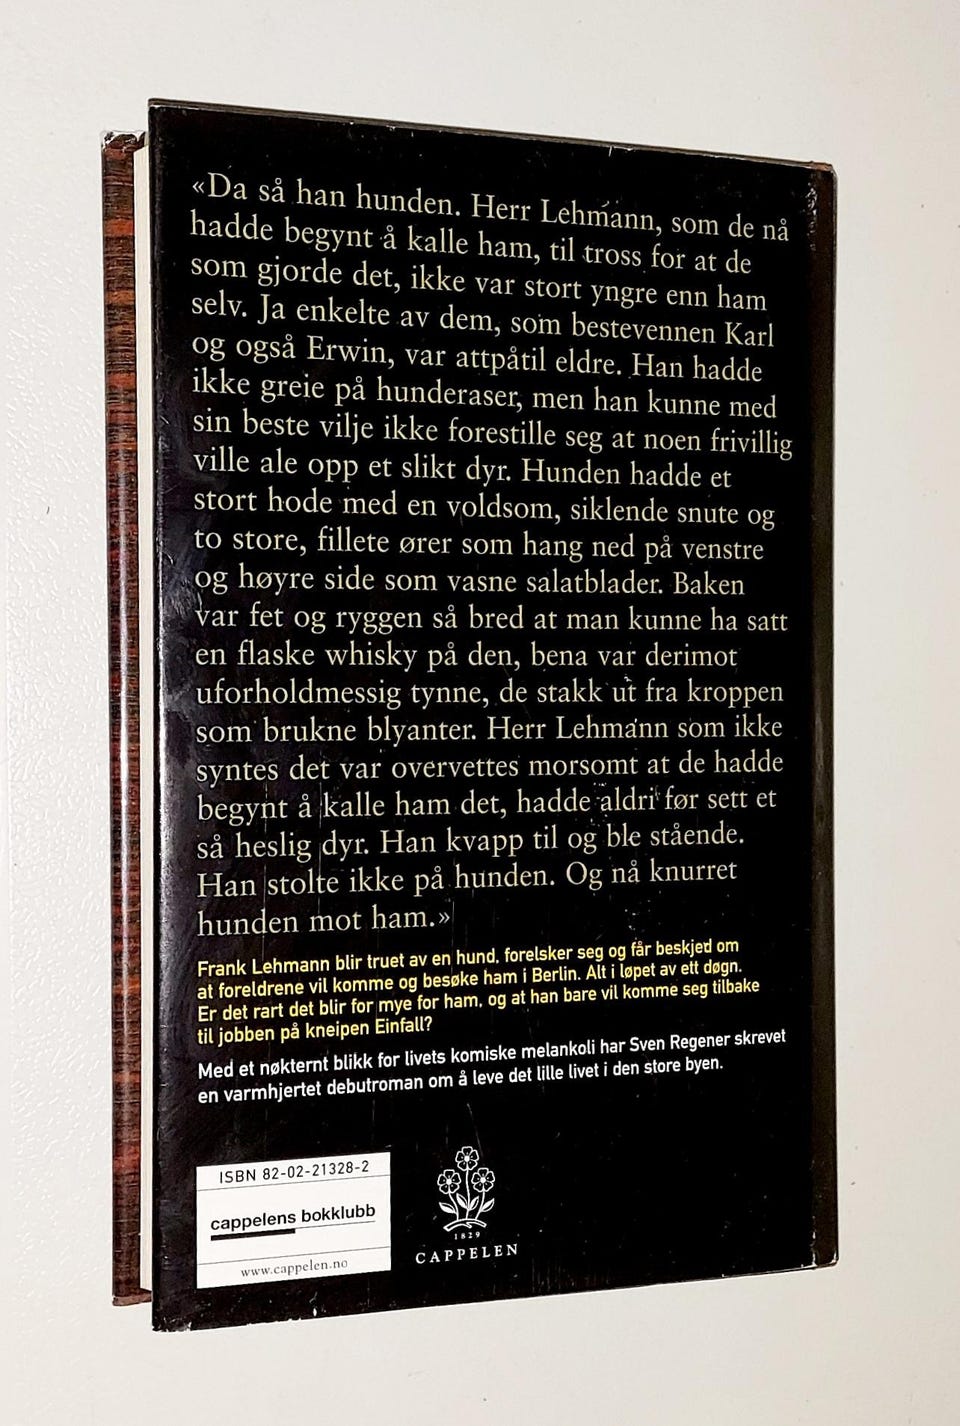 «Da så han hunden. Herr Lehmann, som de nå
hadde begynt å kalle ham, til tross for at de
som gjorde det, ikke var stort yngre enn ham
selv. Ja enkelte av dem, som bestevennen Karl
og også Erwin, var attpåtil eldre. Han hadde
ikke greie på hunderaser, men han kunne med
sin beste vilje ikke forestille seg at noen frivillig
ville ale opp et slikt dyr. Hunden hadde et
stort hode med en voldsom, siklende snute og
to store, fillete ører som hang ned på venstre
og høyre side som vasne salatblader. Baken
var fet og ryggen så bred at man kunne ha satt
en flaske whisky på den, bena var derimot
uforholdmessig tynne, de stakk ut fra kroppen
som brukne blyanter. Herr Lehmann som ikke
syntes det var overvettes morsomt at de hadde
begynt å kalle ham det, hadde aldri før sett et
så heslig dyr. Han kvapp til og ble stående.
Han stolte ikke på hunden. Og nå knurret
hunden mot ham.»
Frank Lehmann blir truet av en hund, forelsker seg og får beskjed om
at foreldrene vil komme og besøke ham i Berlin. Alt i løpet av ett døgn.
Er det rart det blir for mye for ham, og at han bare vil komme seg tilbake
til jobben på kneipen Einfall?
Med et nøkternt blikk for livets komiske melankoli har Sven Regener skrevet
en varmhjertet debutroman om å leve det lille livet i den store byen.
ISBN 82-02-21328-2
cappelens bokklubb
www.cappelen.no
1829
CAPPELEN